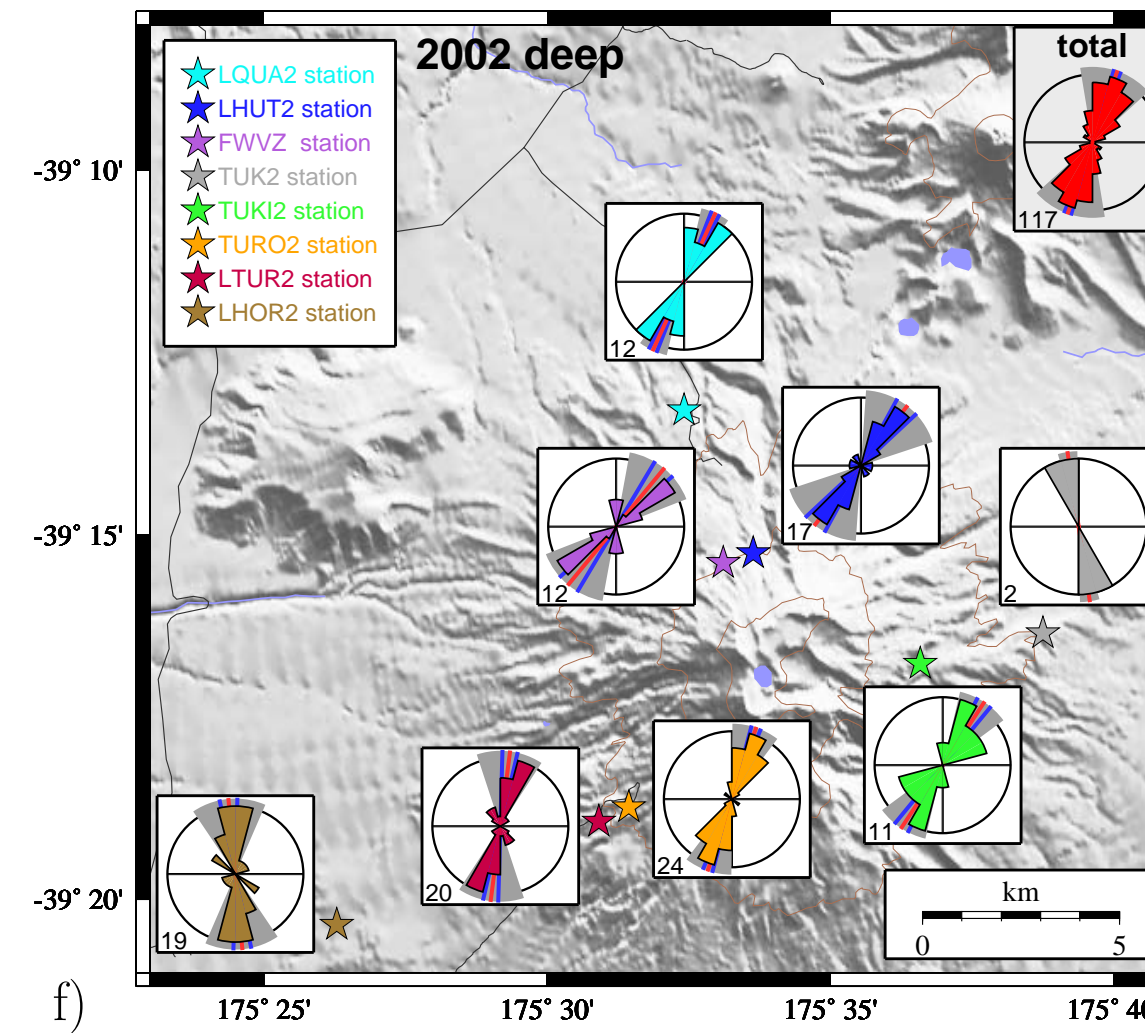 2002 deep
total
LQUA2 station
LHUT2 station
FWVZ station
TUK2 station
TUKI2 station
TURO2 station
LTUR2 station
LHOR2 station
-39° 10'
117
12
17
12
2
-39° 15'
11
24
20
19
-39° 20'
km
0 5
f)
175° 25' 175° 30' 175° 35' 175° 40